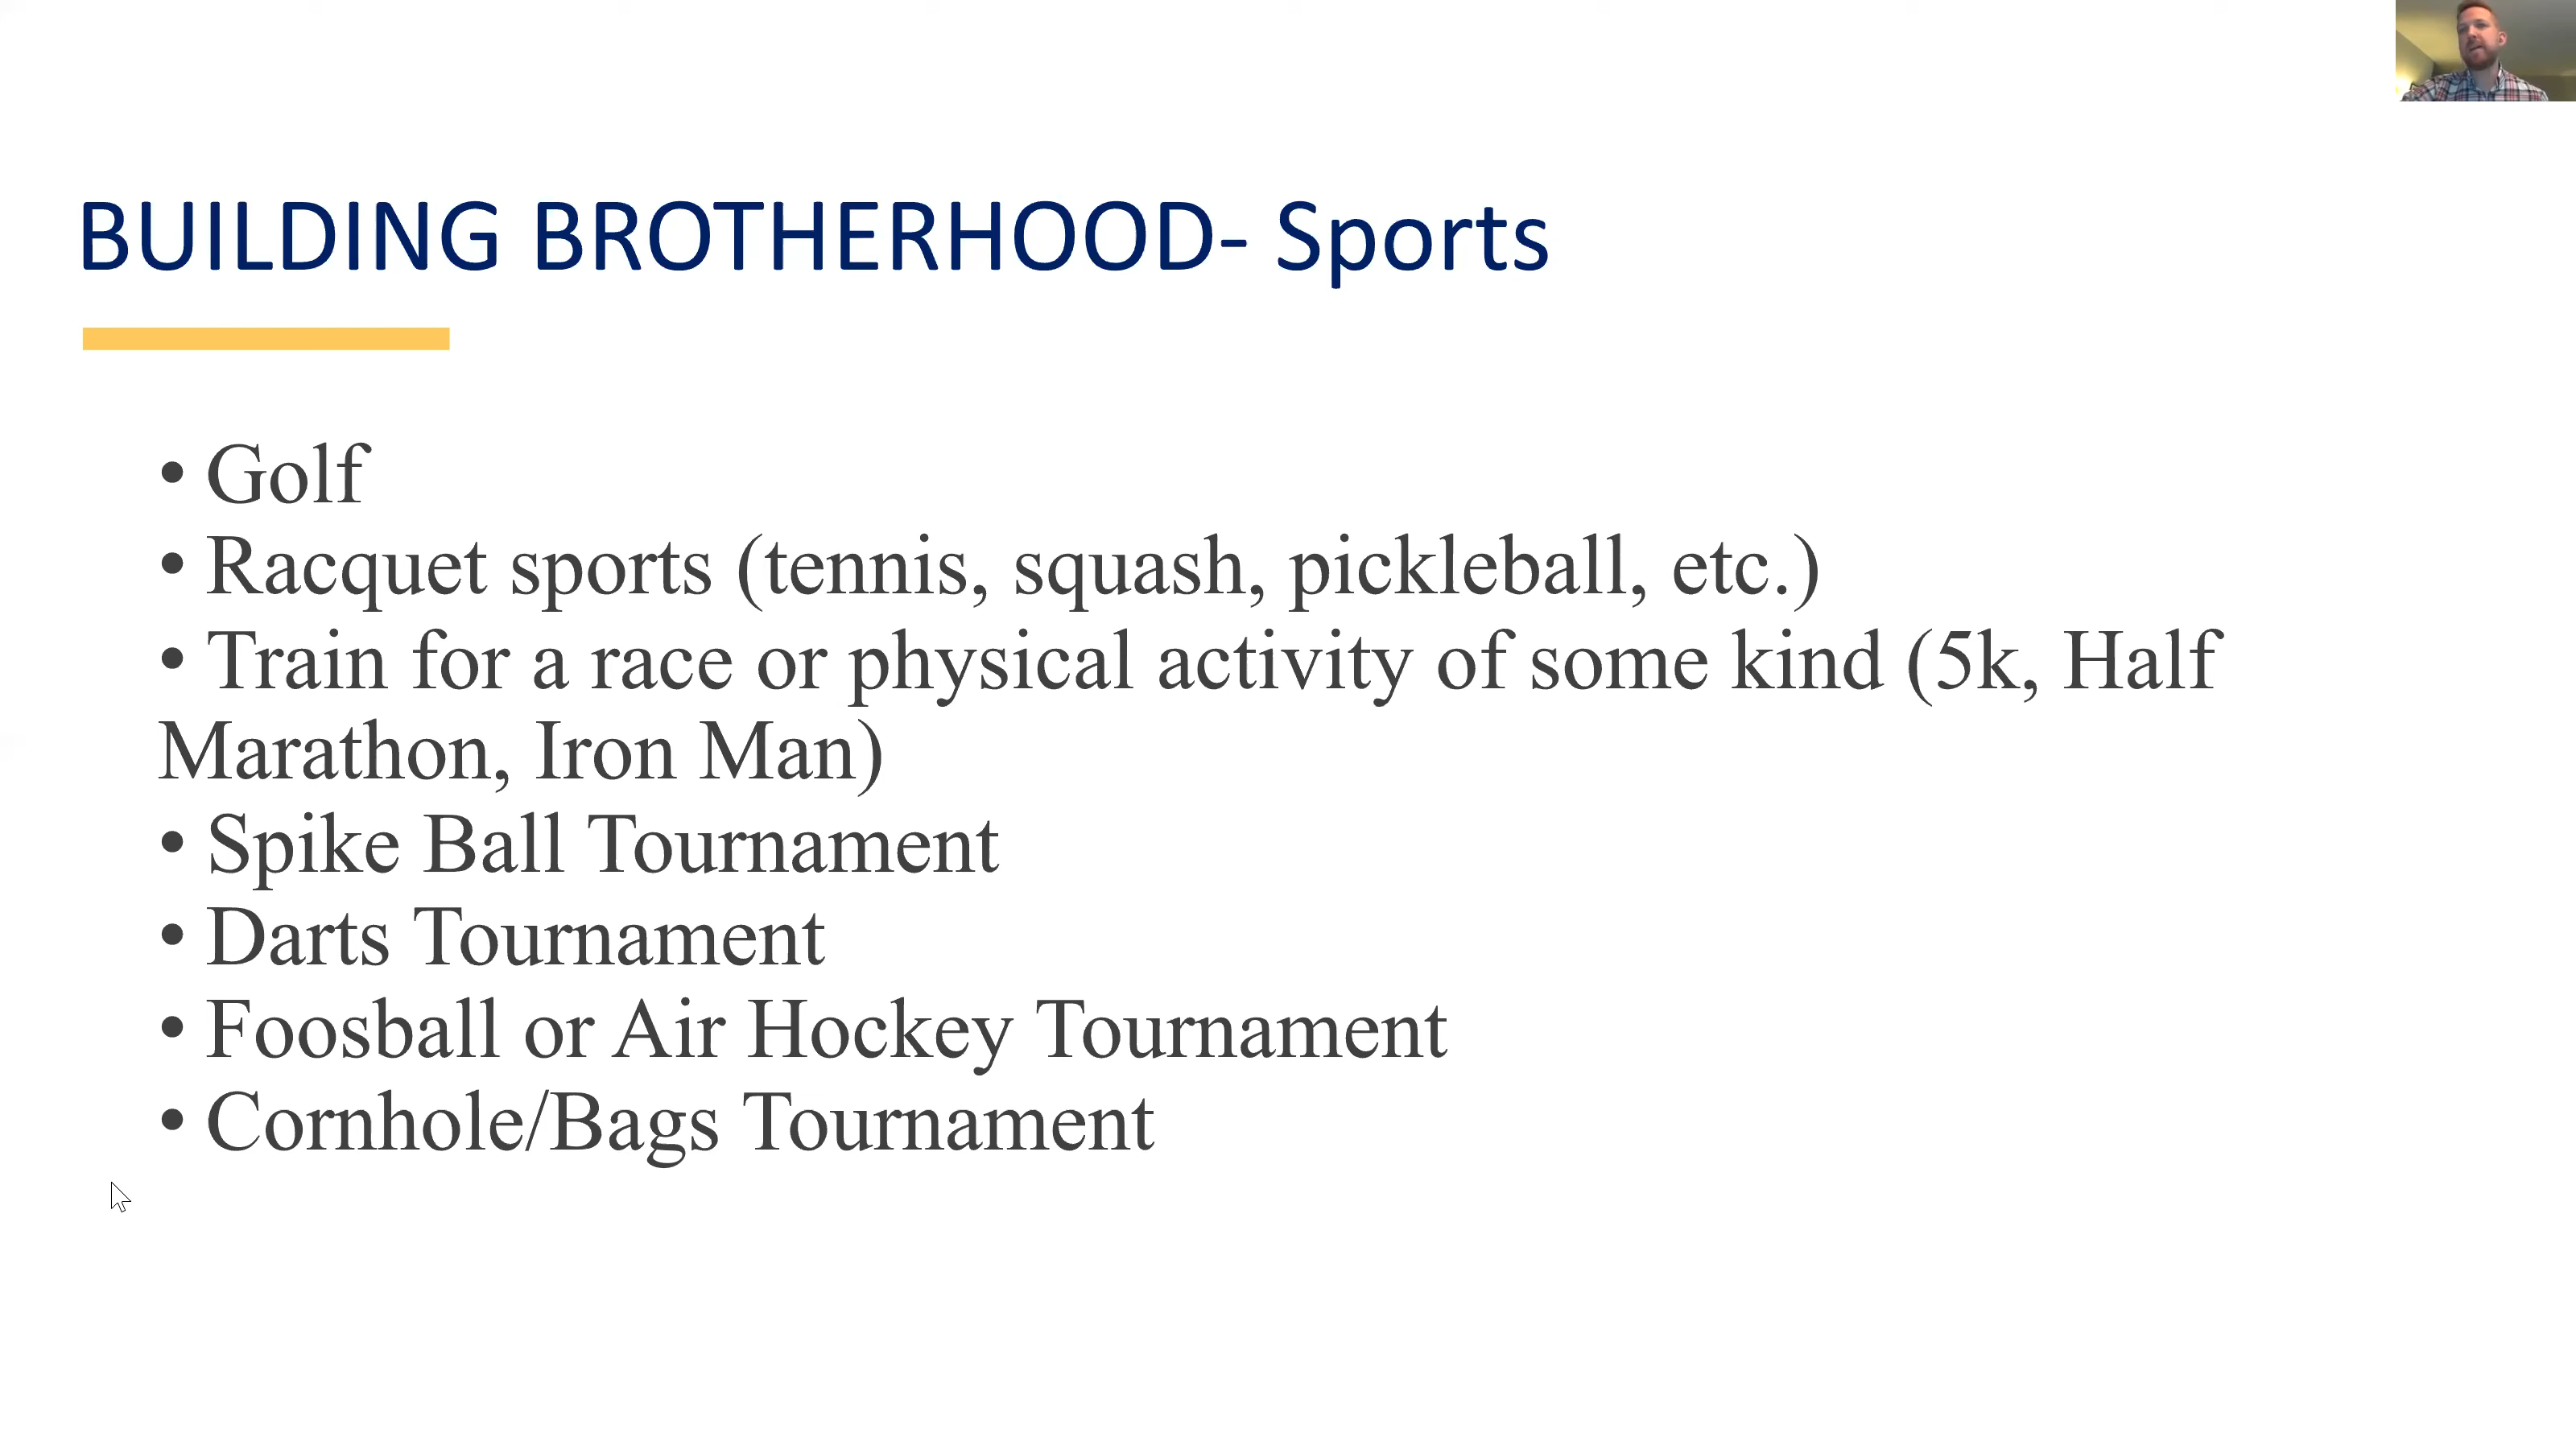 BUILDING BROTHERHOOD- Sports
• Golf
• Racquet sports (tennis, squash, pickleball, etc.)
• Train for a race or physical activity of some kind (5k, Half
Marathon, Iron Man)
• Spike Ball Tournament
• Darts Tournament
• Foosball or Air Hockey Tournament
• Cornhole/Bags Tournament